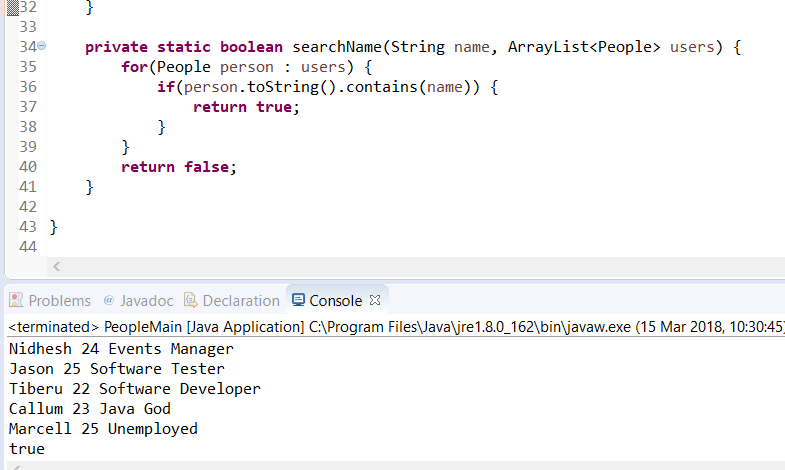 32 }
33
34 private static boolean searchName(String name, ArrayList<People> users) {
35 for(People person : users) {
36 if(person.toString().contains(name)) {
37 return true;
38 }
39 }
40 return false;
41 }
42
43 }
44
Problems @ Javadoc Declaration Console
<terminated> PeopleMain [Java Application] C:\Program Files\Java\jre1.8.0_162\bin\javaw.exe (15 Mar 2018, 10:30:45)
Nidhesh 24 Events Manager
Jason 25 Software Tester
Tiberu 22 Software Developer
Callum 23 Java God
Marcell 25 Unemployed
true